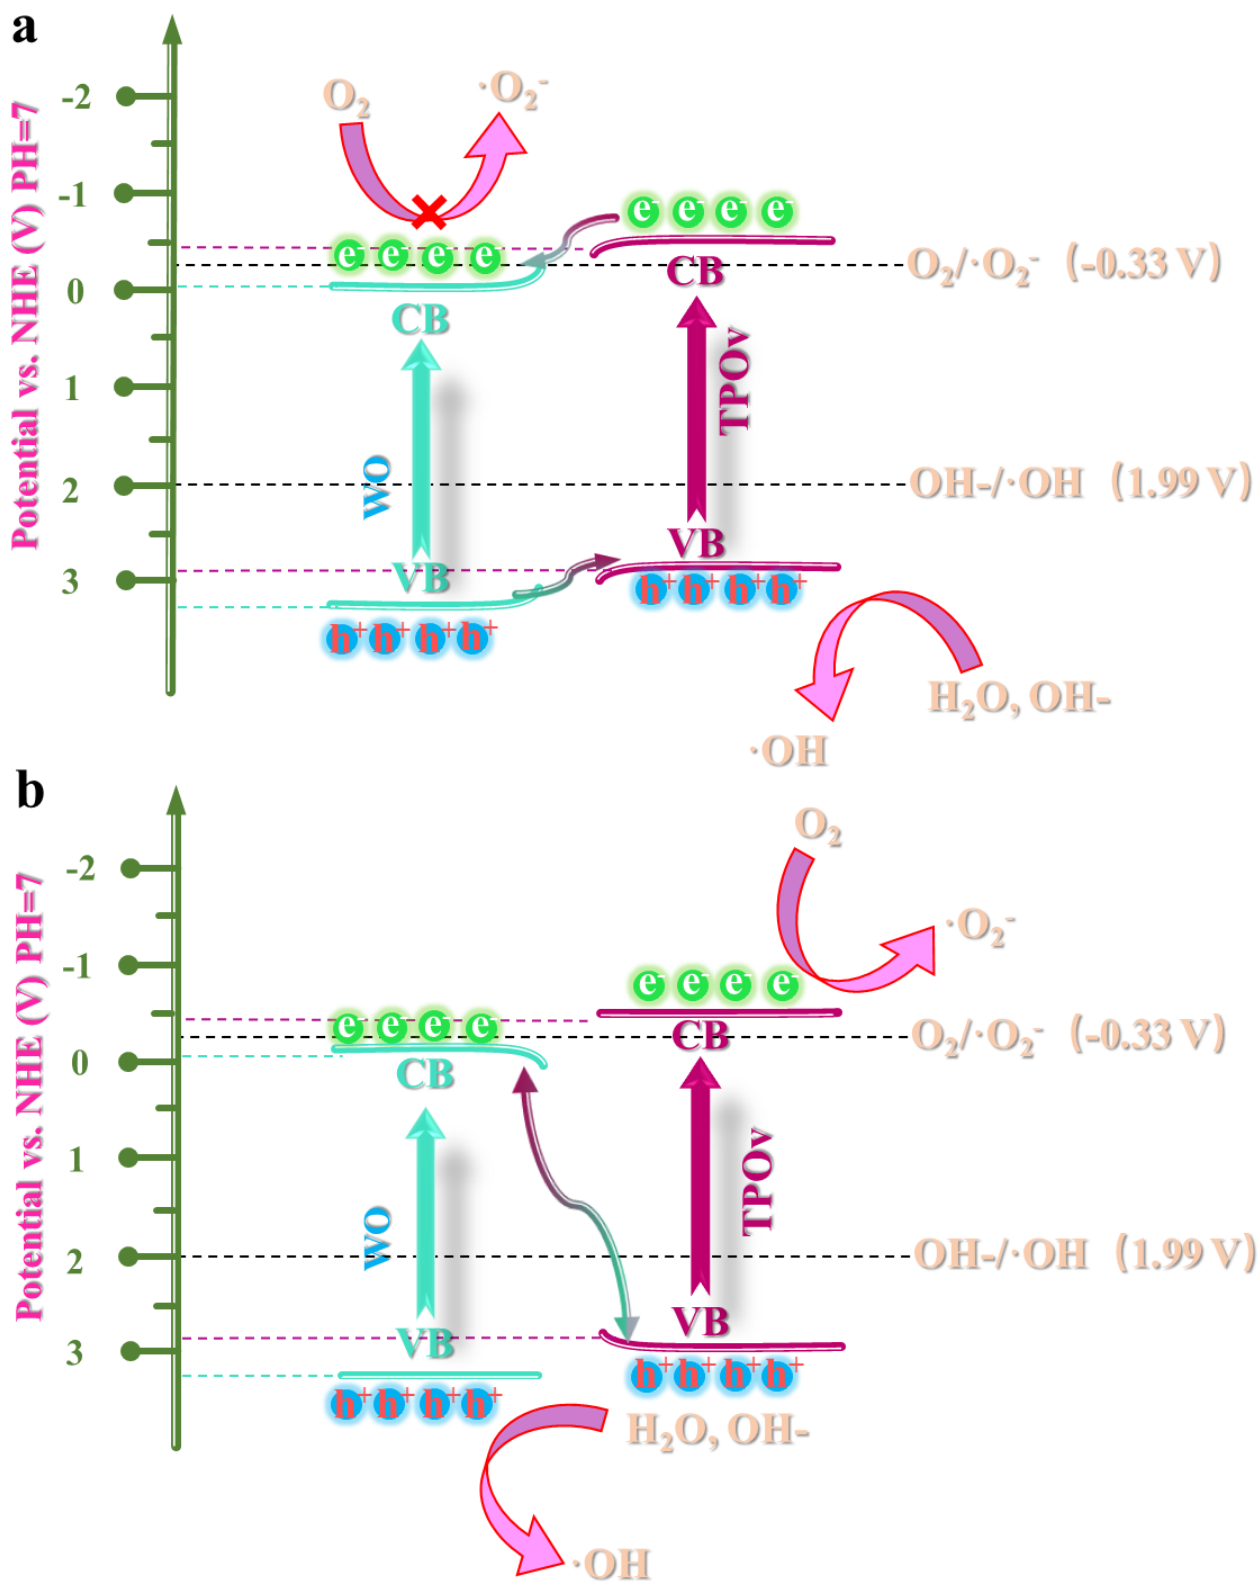 a
Potential vs. NHE (V) PH=7
-2
-1
0
1
2
3
O₂
·O₂⁻
e⁻ e⁻ e⁻ e⁻
e⁻ e⁻ e⁻ e⁻
CB
CB
O₂/·O₂⁻ (-0.33 V)
WO
TPOv
OH-/·OH (1.99 V)
VB
VB
h⁺ h⁺ h⁺ h⁺
h⁺ h⁺ h⁺ h⁺
H₂O, OH-
·OH
b
Potential vs. NHE (V) PH=7
-2
-1
0
1
2
3
O₂
·O₂⁻
e⁻ e⁻ e⁻ e⁻
e⁻ e⁻ e⁻ e⁻
CB
CB
O₂/·O₂⁻ (-0.33 V)
WO
TPOv
OH-/·OH (1.99 V)
VB
VB
h⁺ h⁺ h⁺ h⁺
h⁺ h⁺ h⁺ h⁺
H₂O, OH-
·OH